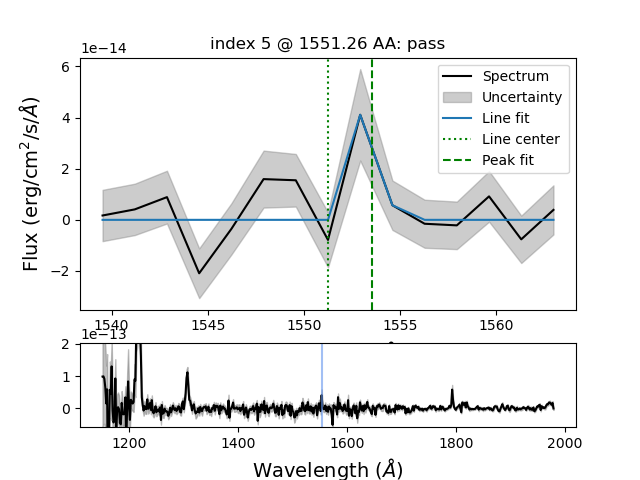 index 5 @ 1551.26 AA: pass
1e−14
6
4
2
0
−2
Flux (erg/cm²/s/Å)
Spectrum
Uncertainty
Line fit
Line center
Peak fit
1540 1545 1550 1555 1560
1e−13
2
1
0
1200 1400 1600 1800 2000
Wavelength (Å)